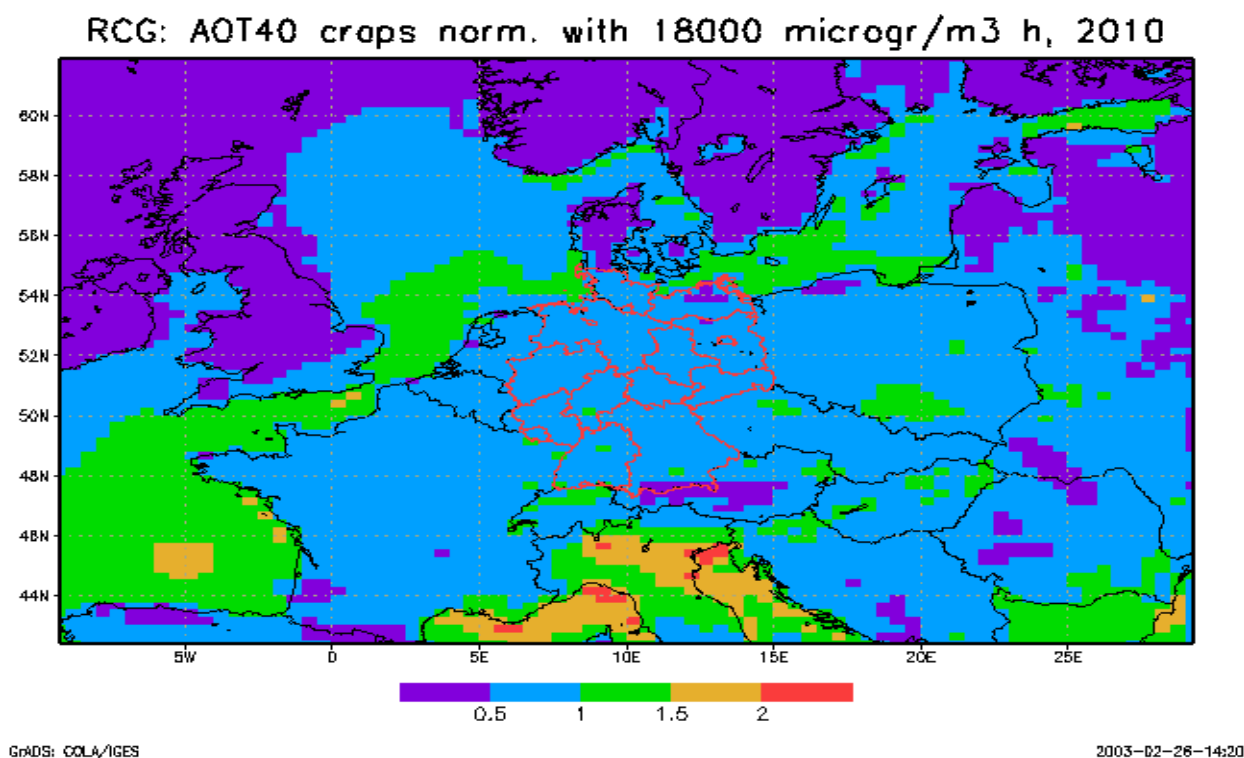 RCG: AOT40 crops norm. with 18000 microgr/m3 h, 2010
60N
58N
56N
54N
52N
50N
48N
46N
44N
5W 0 5E 10E 15E 20E 25E
0.5 1 1.5 2
GrADS: COLA/IGES
2003-02-26-14:20